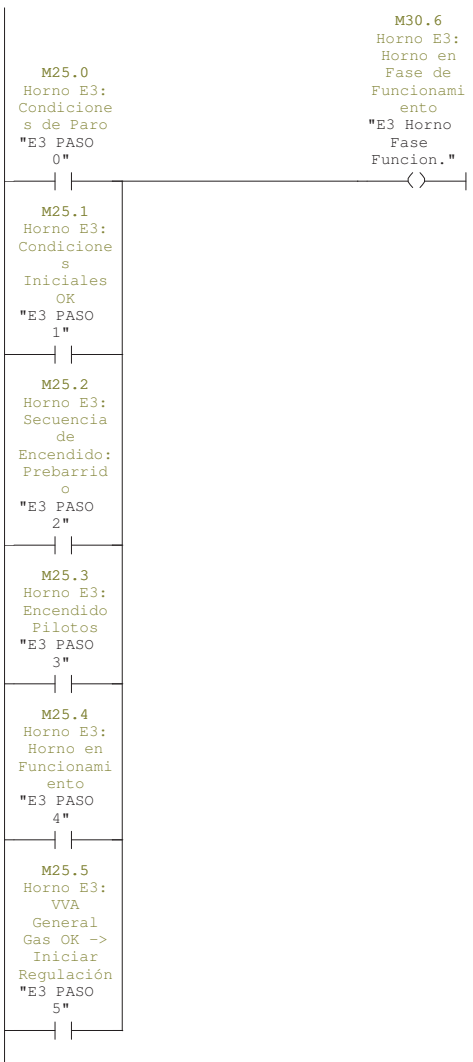 M30.6
Horno E3:
Horno en
Fase de
Funcionami
ento
"E3 Horno
Fase
Funcion."
M25.0
Horno E3:
Condicione
s de Paro
"E3 PASO
0"
M25.1
Horno E3:
Condicione
s
Iniciales
OK
"E3 PASO
1"
M25.2
Horno E3:
Secuencia
de
Encendido:
Prebarrid
o
"E3 PASO
2"
M25.3
Horno E3:
Encendido
Pilotos
"E3 PASO
3"
M25.4
Horno E3:
Horno en
Funcionami
ento
"E3 PASO
4"
M25.5
Horno E3:
VVA
General
Gas OK ->
Iniciar
Regulación
"E3 PASO
5"